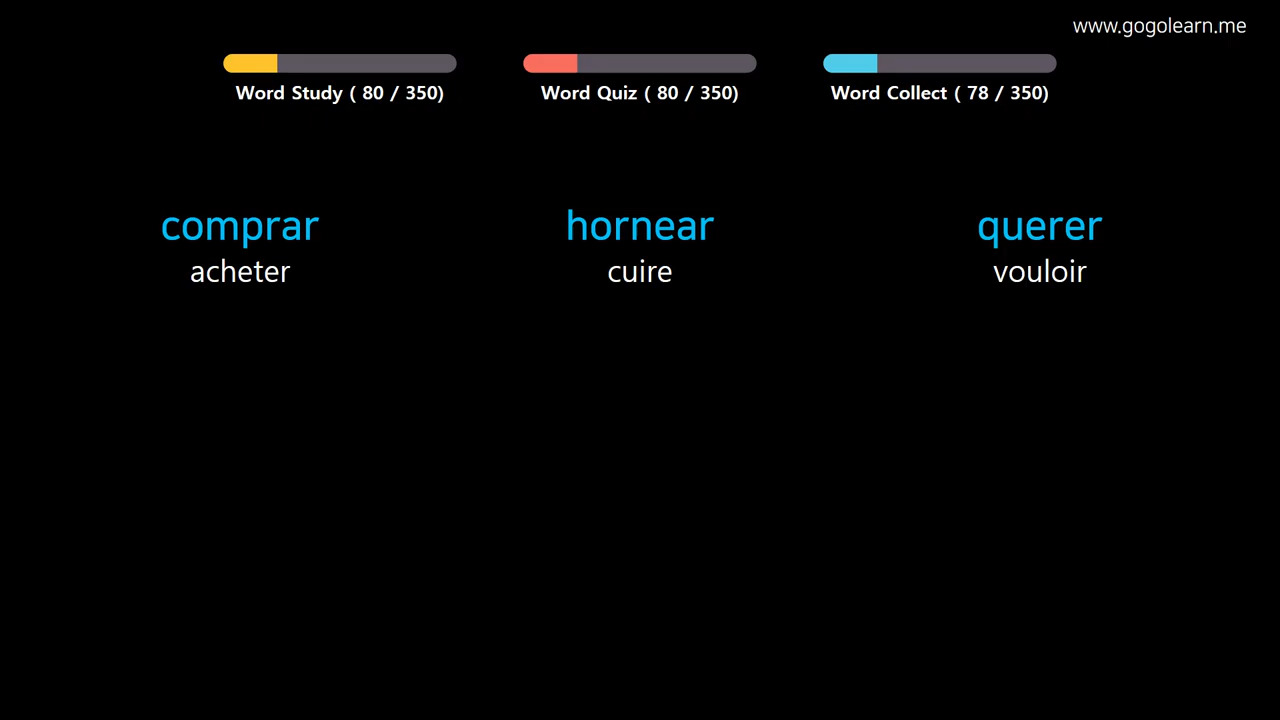 www.gogolearn.me
Word Study ( 80 / 350)
Word Quiz ( 80 / 350)
Word Collect ( 78 / 350)
comprar
acheter
hornear
cuire
querer
vouloir